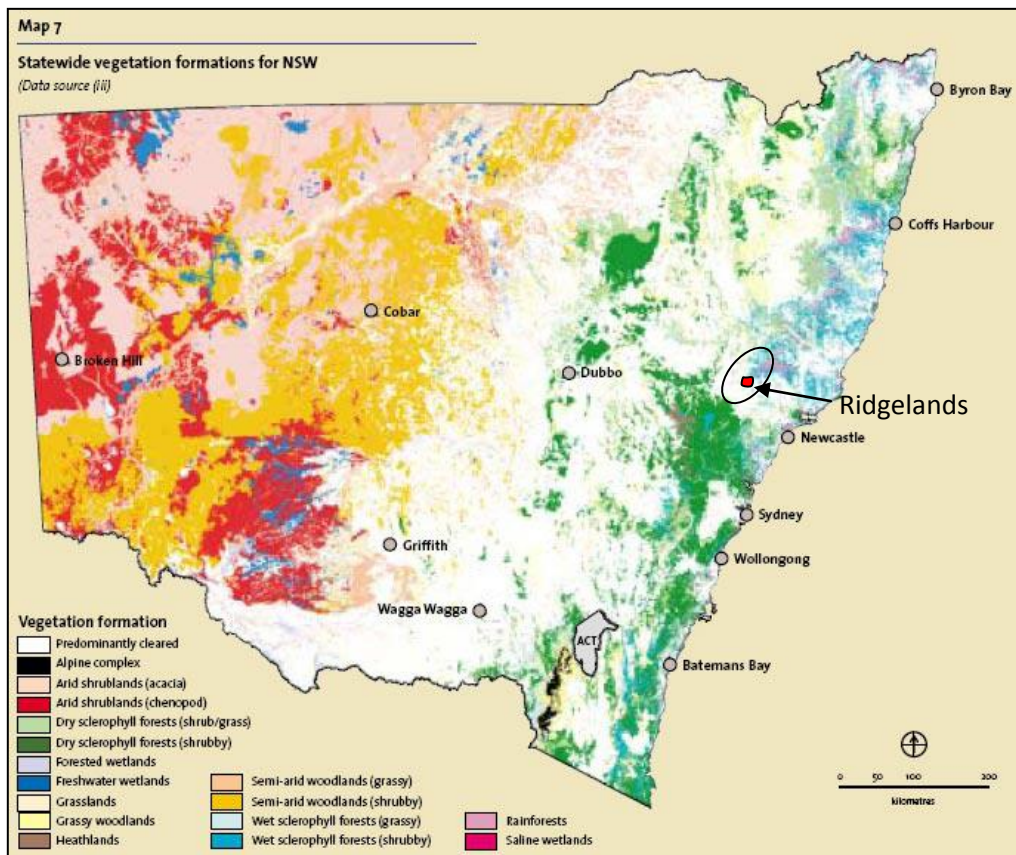 Map 7
Statewide vegetation formations for NSW
(Data source (iii)
Byron Bay
Coffs Harbour
Cobar
Broken Hill
Dubbo
Ridgelands
Newcastle
Sydney
Griffith
Wollongong
Wagga Wagga
ACT
Batemans Bay
Vegetation formation
Predominantly cleared
Alpine complex
Arid shrublands (acacia)
Arid shrublands (chenopod)
Dry sclerophyll forests (shrub/grass)
Dry sclerophyll forests (shrubby)
Forested wetlands
Freshwater wetlands
Grasslands
Grassy woodlands
Heathlands
Semi-arid woodlands (grassy)
Semi-arid woodlands (shrubby)
Wet sclerophyll forests (grassy)
Wet sclerophyll forests (shrubby)
Rainforests
Saline wetlands
0 50 100 200
kilometres